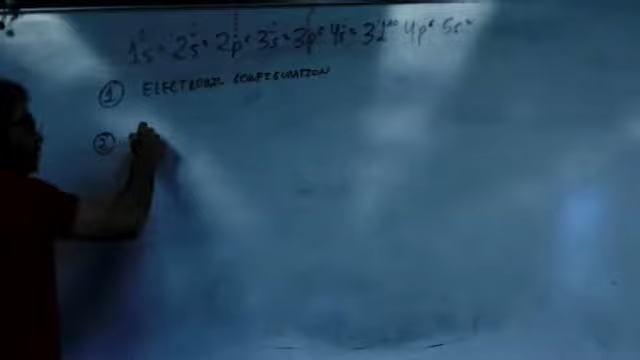 1s² 2s² 2p⁶ 3s² 3p⁶ 4s² 3d¹⁰ 4p⁶ 5s²
① ELECTRONIC CONFIGURATION
②